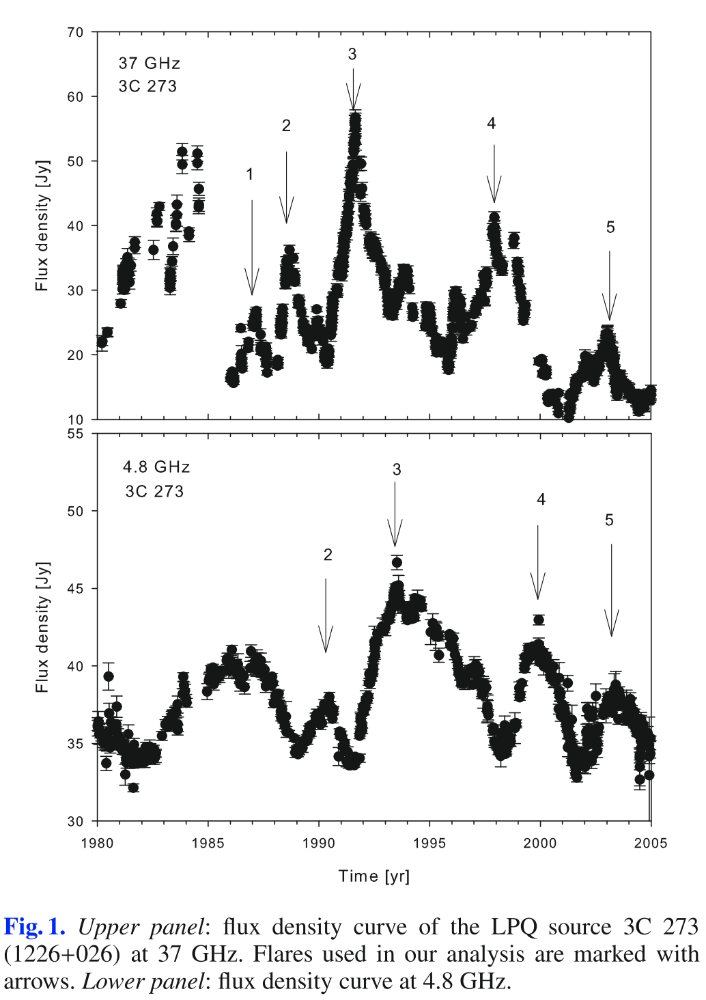 70
60
50
40
30
20
10
Flux density [Jy]
37 GHz
3C 273
1
2
3
4
5
55
50
45
40
35
30
Flux density [Jy]
4.8 GHz
3C 273
2
3
4
5
1980 1985 1990 1995 2000 2005
Time [yr]
Fig. 1. Upper panel: flux density curve of the LPQ source 3C 273
(1226+026) at 37 GHz. Flares used in our analysis are marked with
arrows. Lower panel: flux density curve at 4.8 GHz.